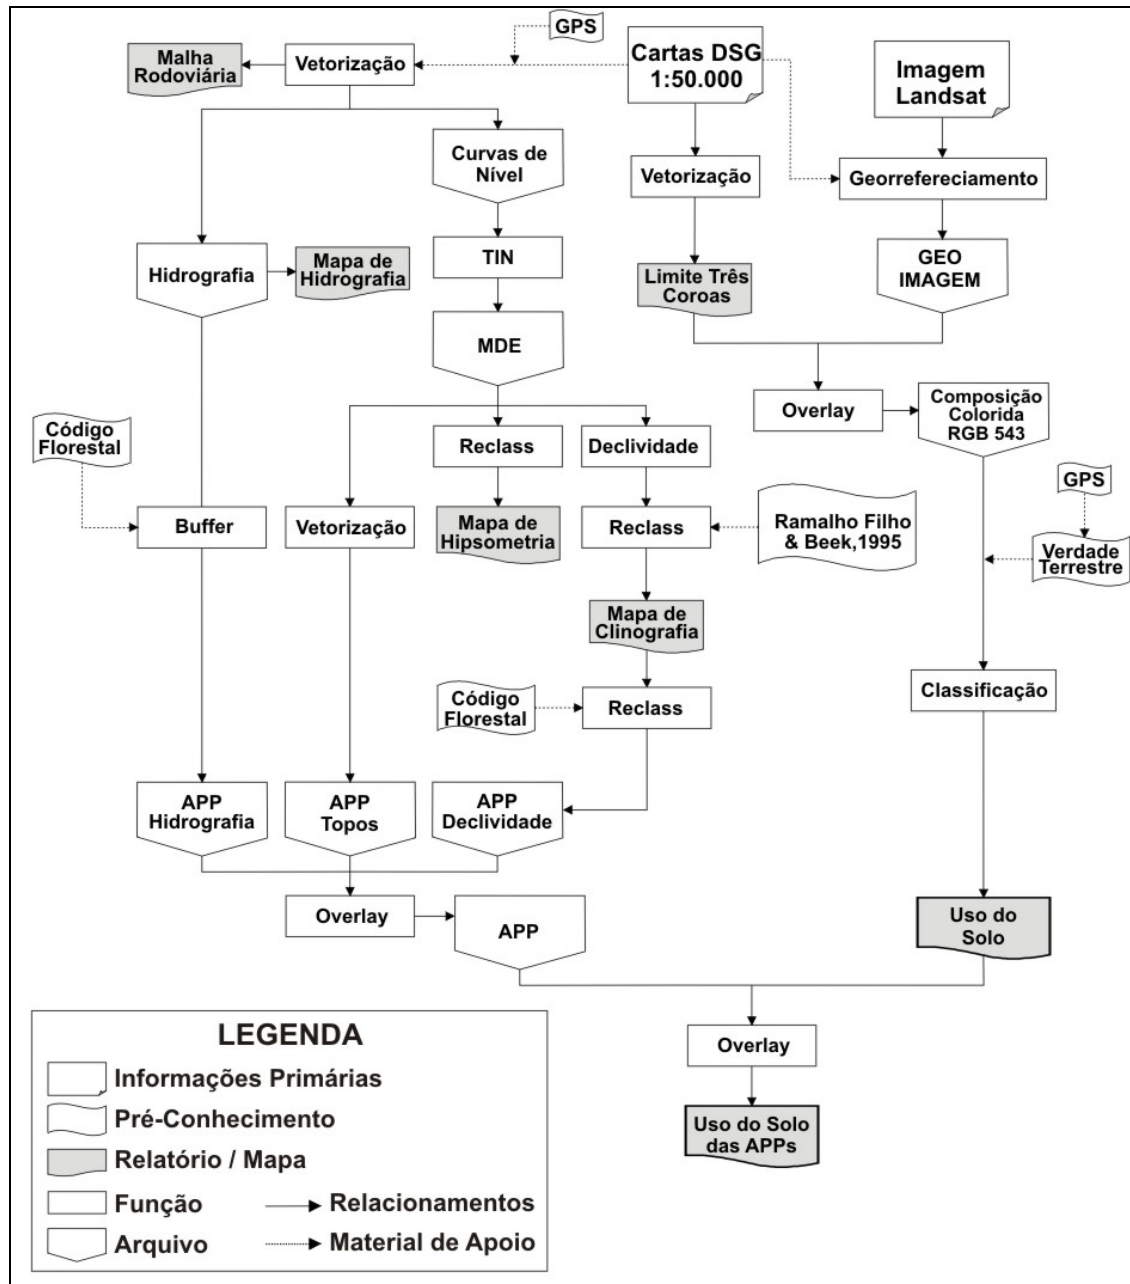 GPS
Malha
Rodoviária
Vetorização
Cartas DSG
1:50.000
Imagem
Landsat
Curvas de
Nível
Vetorização
Georrefereciamento
Hidrografia
Mapa de
Hidrografia
TIN
Limite Três
Coroas
GEO
IMAGEM
MDE
Overlay
Composição
Colorida
RGB 543
Código
Florestal
Reclass
Declividade
GPS
Buffer
Vetorização
Mapa de
Hipsometria
Reclass
Ramalho Filho
& Beek,1995
Verdade
Terrestre
Mapa de
Clinografia
Código
Florestal
Reclass
Classificação
APP
Hidrografia
APP
Topos
APP
Declividade
Overlay
APP
Uso do
Solo
Overlay
Uso do Solo
das APPs
LEGENDA
Informações Primárias
Pré-Conhecimento
Relatório / Mapa
Função
Relacionamentos
Arquivo
Material de Apoio